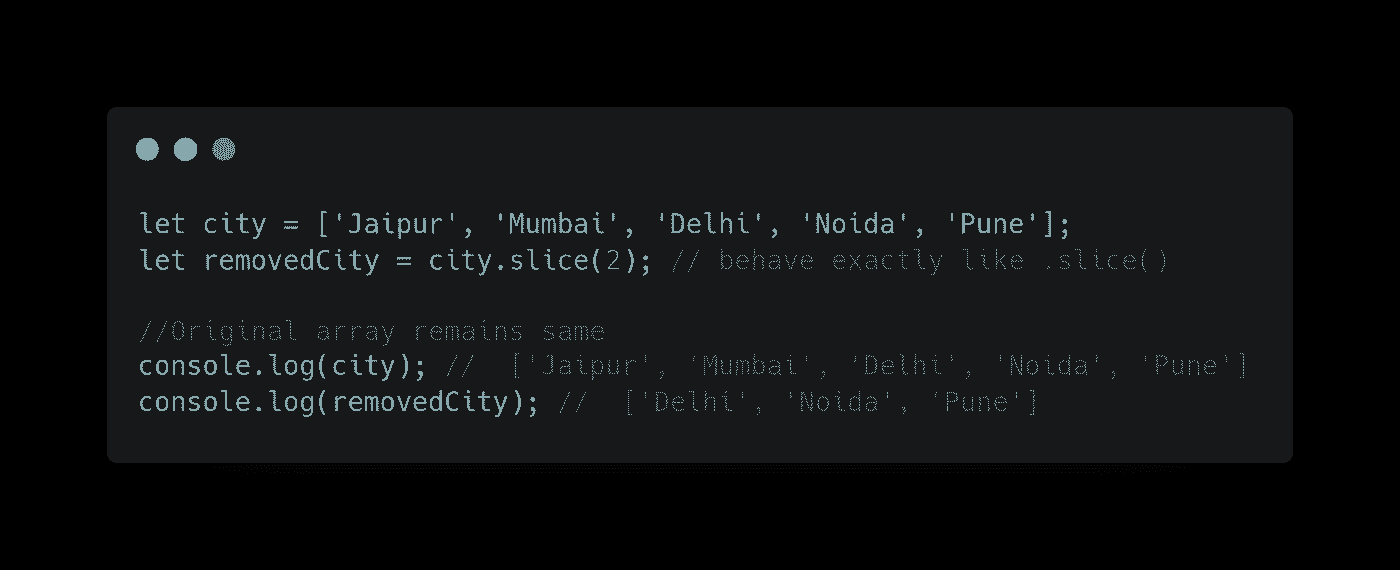 let city = ['Jaipur', 'Mumbai', 'Delhi', 'Noida', 'Pune'];
let removedCity = city.slice(2); // behave exactly like .slice()
//Original array remains same
console.log(city); //  ['Jaipur', 'Mumbai', 'Delhi', 'Noida', 'Pune']
console.log(removedCity); //  ['Delhi', 'Noida', 'Pune']